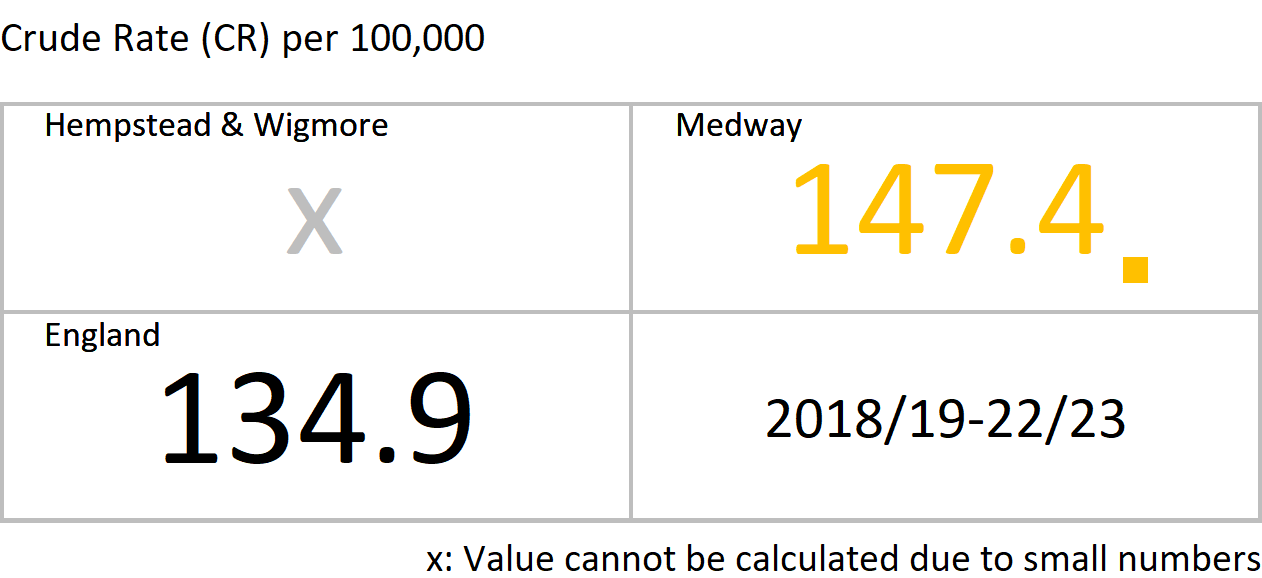 Crude Rate (CR) per 100,000
Hempstead & Wigmore
x
Medway
147.4
England
134.9
2018/19-22/23
x: Value cannot be calculated due to small numbers